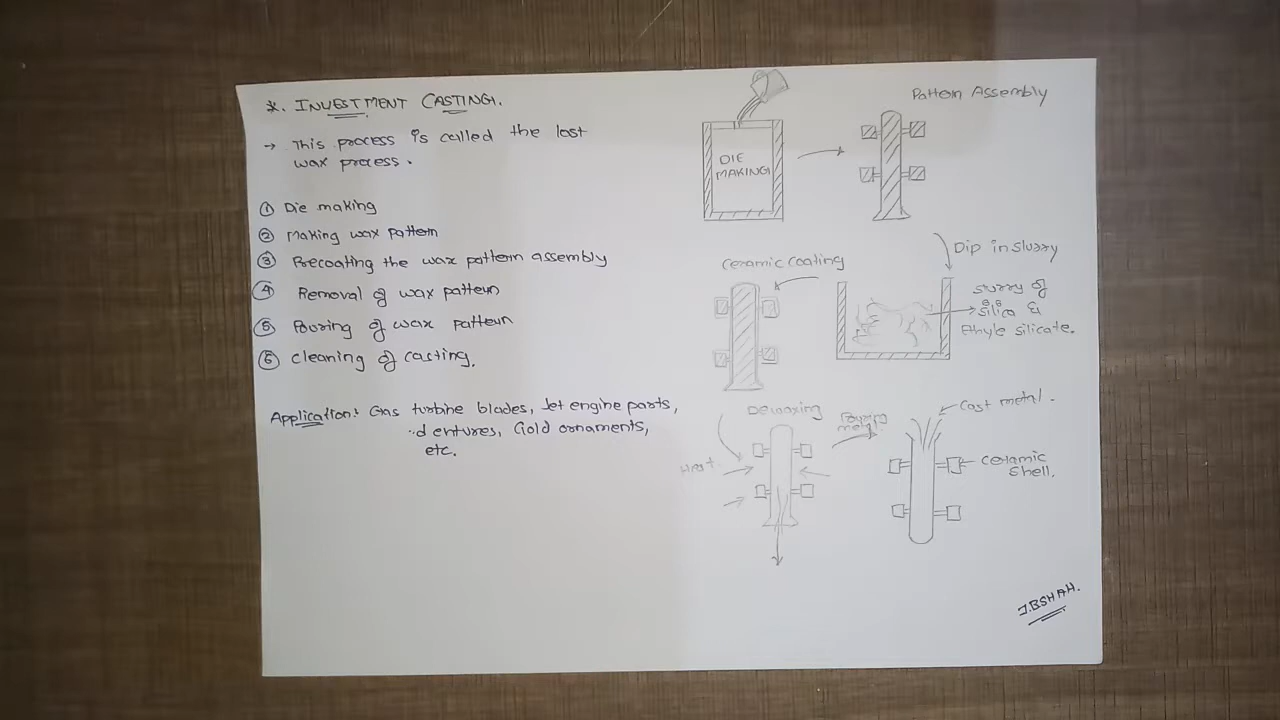 *. INVESTMENT CASTING.
→ This process is called the lost
wax process.
① Die making
② Making wax pattern
③ Precoating the wax pattern assembly
④ Removal of wax pattern
⑤ Pouring of wax pattern
⑥ Cleaning of casting.
Application: Gas turbine blades, Jet engine parts,
dentures, Gold ornaments,
etc.
DIE
MAKING
Pattern Assembly
Ceramic coating
Dip in slurry
slurry of
silica &
Ethyle silicate.
Dewaxing
Heat.
Pouring
Cast metal.
Ceramic
Shell.
J.BSHAH.